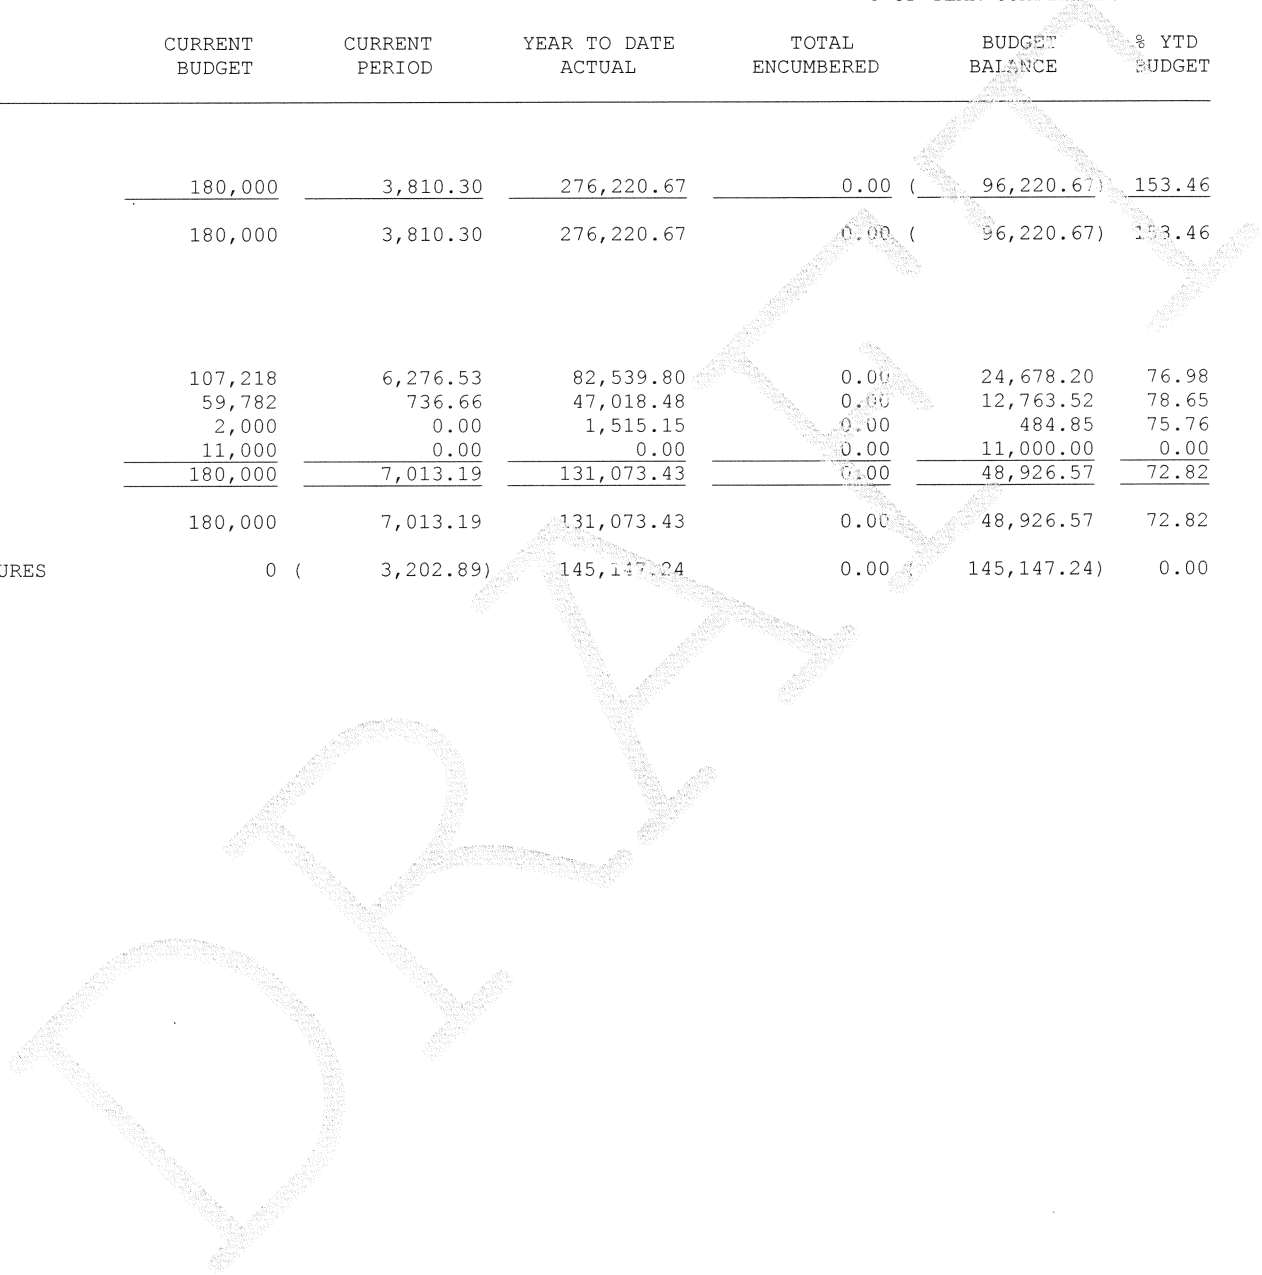 CURRENT CURRENT YEAR TO DATE TOTAL BUDGET % YTD
BUDGET PERIOD ACTUAL ENCUMBERED BALANCE BUDGET
180,000 3,810.30 276,220.67 0.00 ( 96,220.67) 153.46
180,000 3,810.30 276,220.67 0.00 ( 96,220.67) 153.46
107,218 6,276.53 82,539.80 0.00 24,678.20 76.98
59,782 736.66 47,018.48 0.00 12,763.52 78.65
2,000 0.00 1,515.15 0.00 484.85 75.76
11,000 0.00 0.00 0.00 11,000.00 0.00
180,000 7,013.19 131,073.43 0.00 48,926.57 72.82
180,000 7,013.19 131,073.43 0.00 48,926.57 72.82
URES 0 ( 3,202.89) 145,147.24 0.00 ( 145,147.24) 0.00
DRAFT